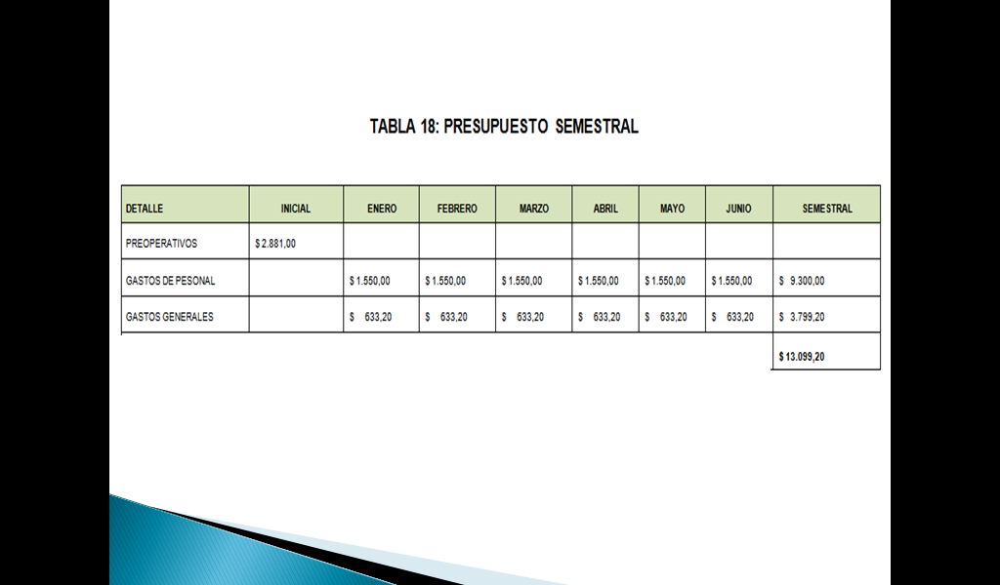 TABLA 18: PRESUPUESTO SEMESTRAL
DETALLE INICIAL ENERO FEBRERO MARZO ABRIL MAYO JUNIO SEMESTRAL
PREOPERATIVOS $ 2.881,00
GASTOS DE PESONAL $ 1.550,00 $ 1.550,00 $ 1.550,00 $ 1.550,00 $ 1.550,00 $ 1.550,00 $ 9.300,00
GASTOS GENERALES $ 633,20 $ 633,20 $ 633,20 $ 633,20 $ 633,20 $ 633,20 $ 3.799,20
$ 13.099,20